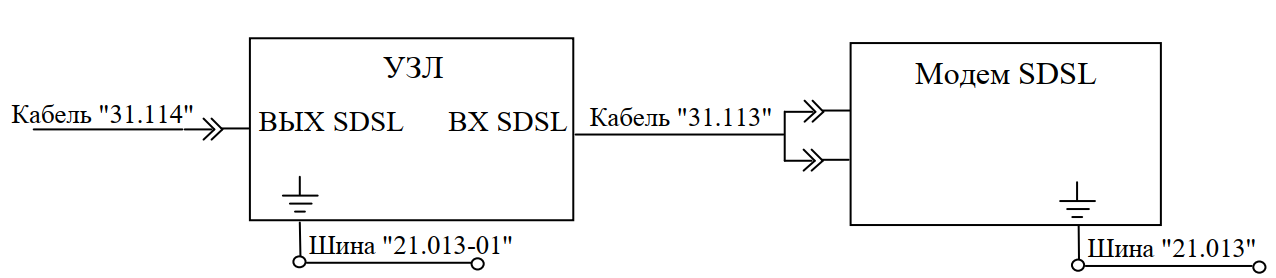 УЗЛ
Модем SDSL
Кабель "31.114"
ВЫХ SDSL
ВХ SDSL
Кабель "31.113"
Шина "21.013-01"
Шина "21.013"